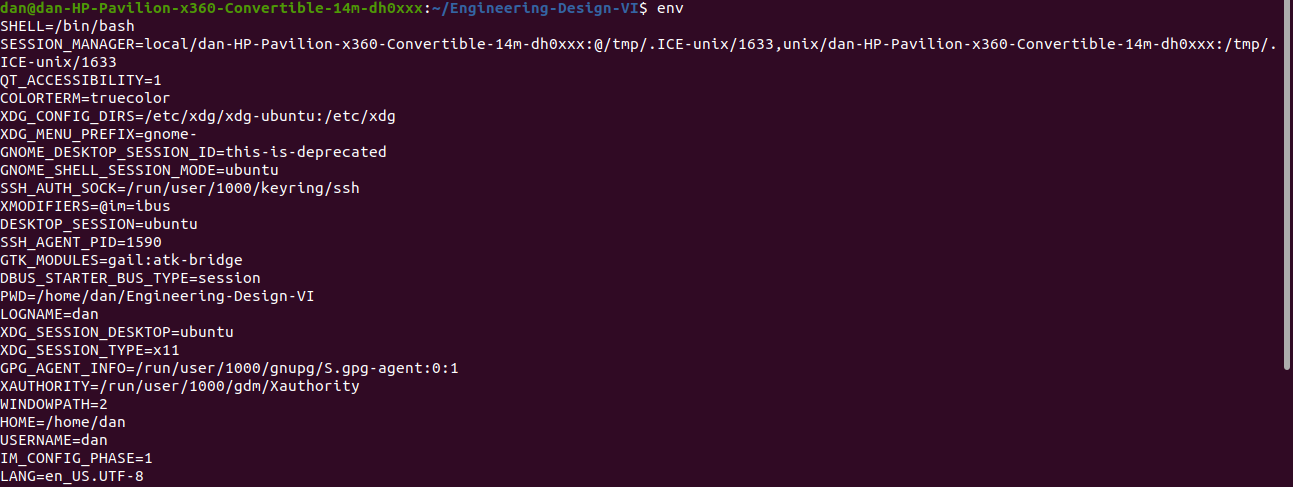 dan@dan-HP-Pavilion-x360-Convertible-14m-dh0xxx:~/Engineering-Design-VI$ env
SHELL=/bin/bash
SESSION_MANAGER=local/dan-HP-Pavilion-x360-Convertible-14m-dh0xxx:@/tmp/.ICE-unix/1633,unix/dan-HP-Pavilion-x360-Convertible-14m-dh0xxx:/tmp/.
ICE-unix/1633
QT_ACCESSIBILITY=1
COLORTERM=truecolor
XDG_CONFIG_DIRS=/etc/xdg/xdg-ubuntu:/etc/xdg
XDG_MENU_PREFIX=gnome-
GNOME_DESKTOP_SESSION_ID=this-is-deprecated
GNOME_SHELL_SESSION_MODE=ubuntu
SSH_AUTH_SOCK=/run/user/1000/keyring/ssh
XMODIFIERS=@im=ibus
DESKTOP_SESSION=ubuntu
SSH_AGENT_PID=1590
GTK_MODULES=gail:atk-bridge
DBUS_STARTER_BUS_TYPE=session
PWD=/home/dan/Engineering-Design-VI
LOGNAME=dan
XDG_SESSION_DESKTOP=ubuntu
XDG_SESSION_TYPE=x11
GPG_AGENT_INFO=/run/user/1000/gnupg/S.gpg-agent:0:1
XAUTHORITY=/run/user/1000/gdm/Xauthority
WINDOWPATH=2
HOME=/home/dan
USERNAME=dan
IM_CONFIG_PHASE=1
LANG=en_US.UTF-8